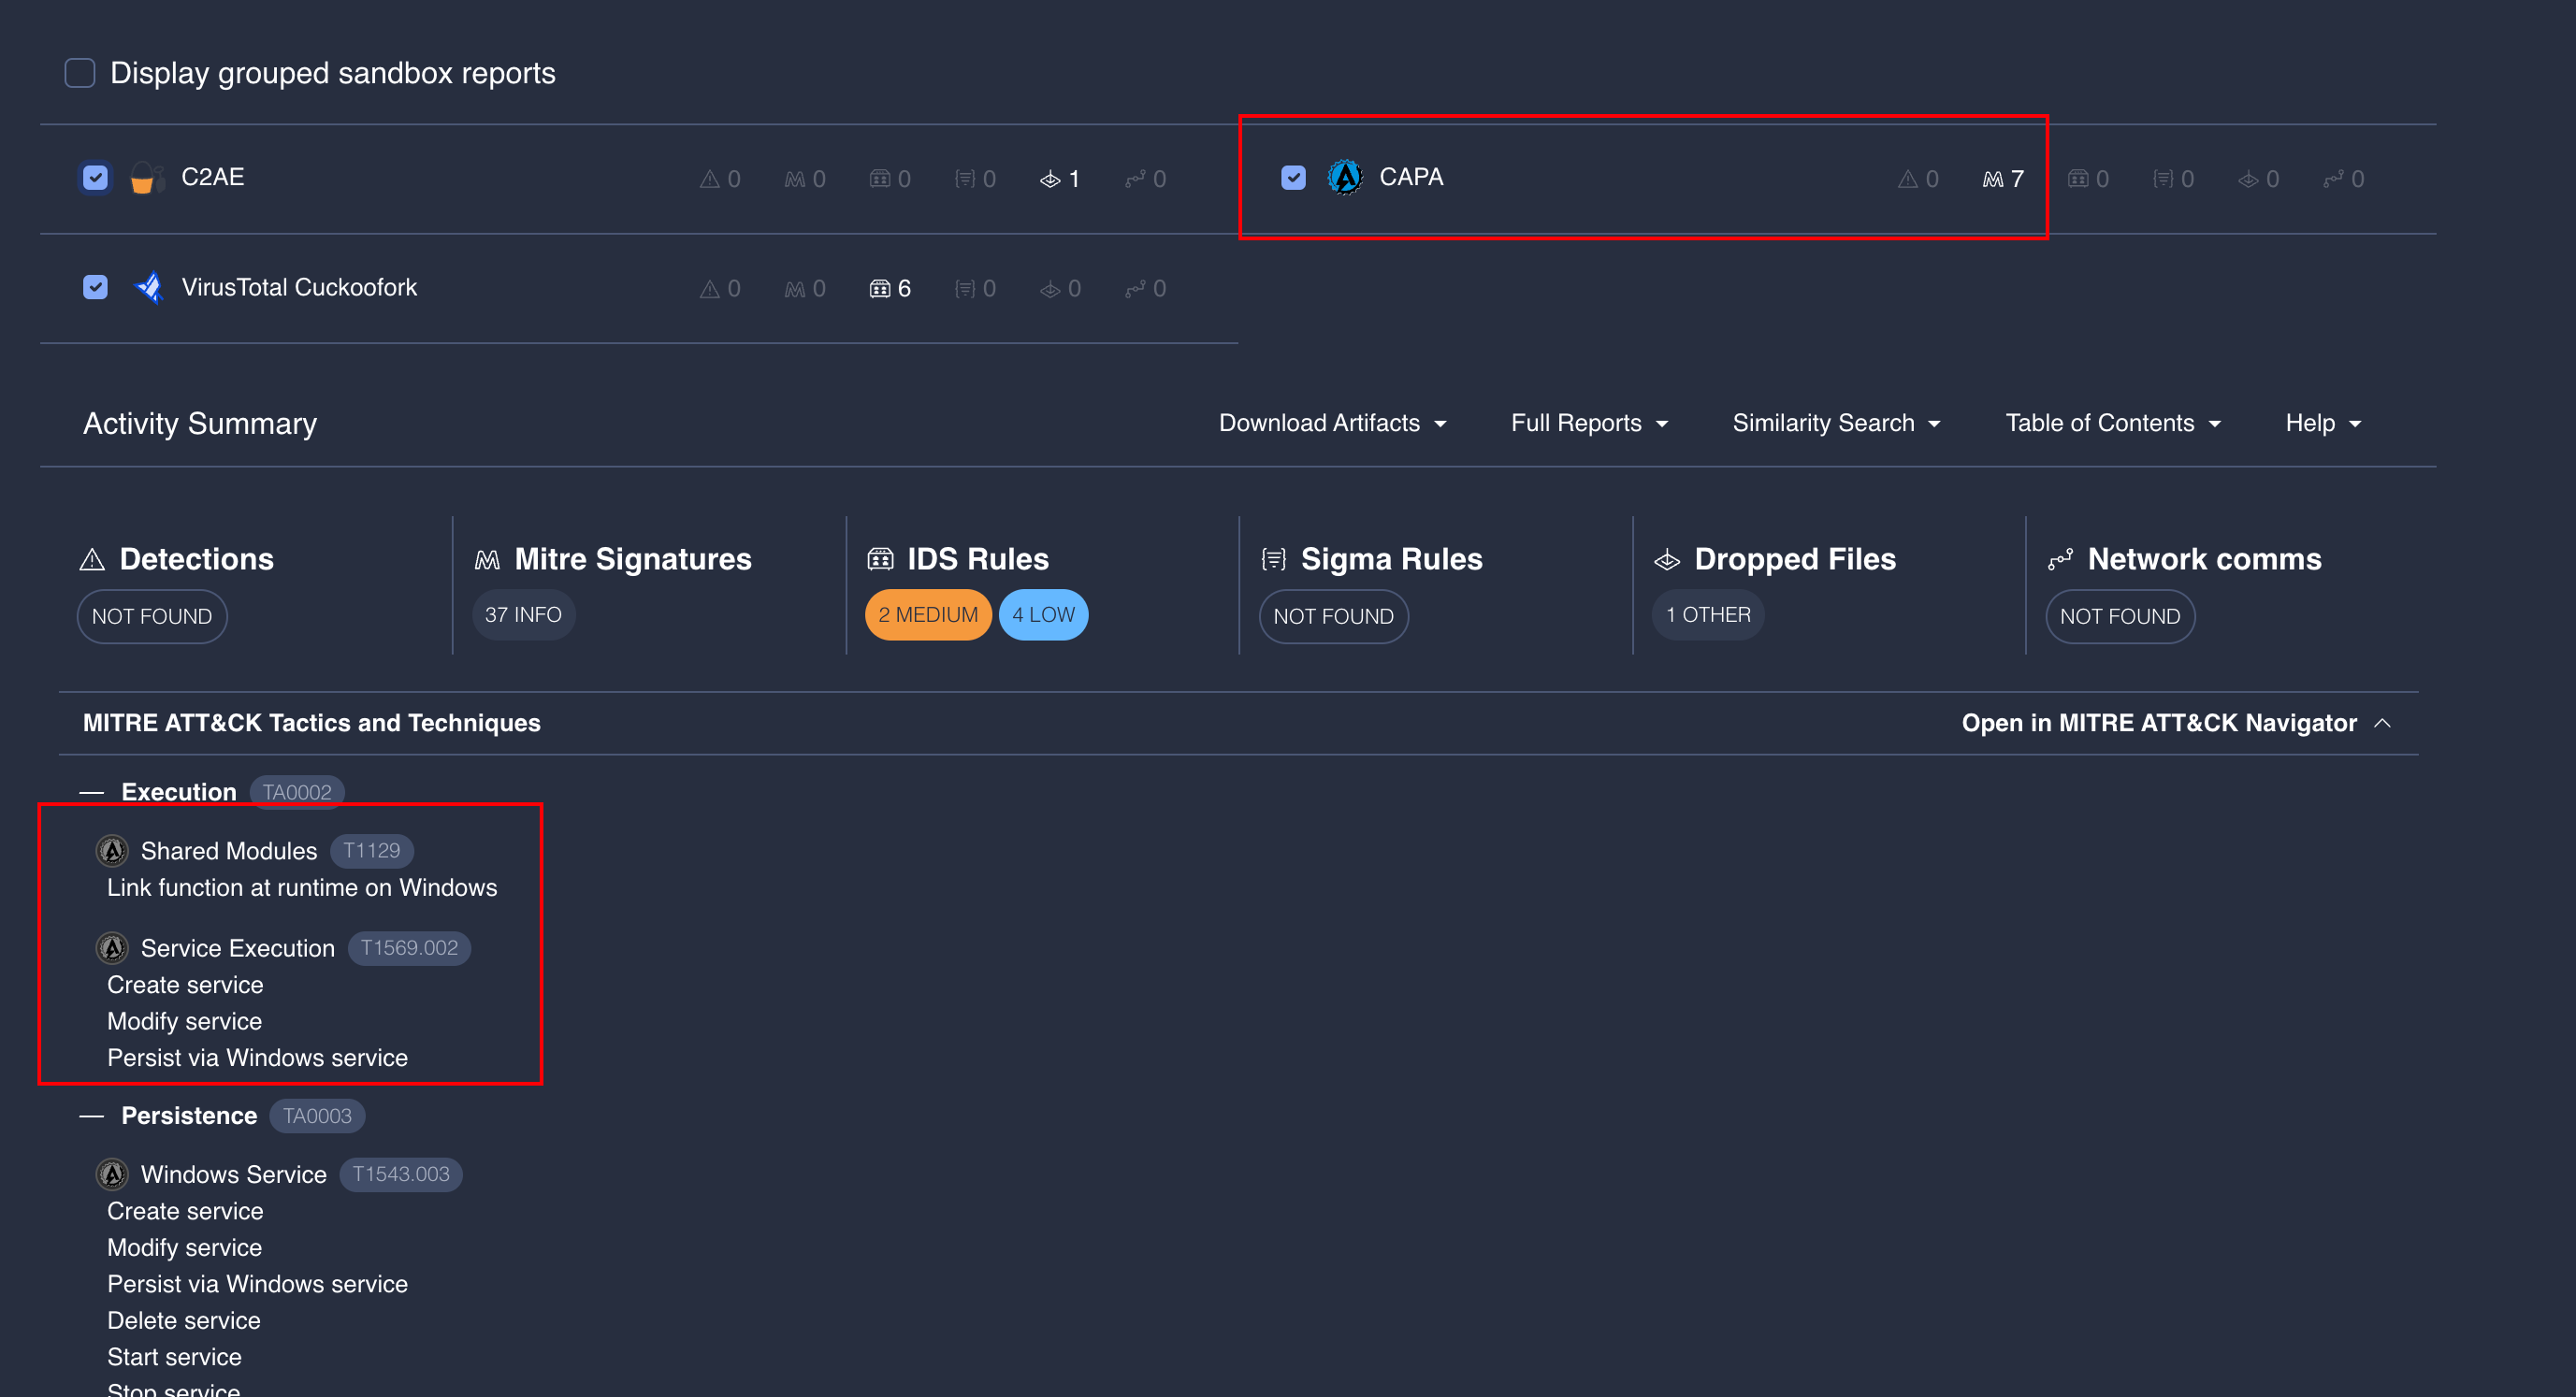 Display grouped sandbox reports
C2AE 0 0 0 0 1 0
CAPA 0 7 0 0 0 0
VirusTotal Cuckoofork 0 0 6 0 0 0
Activity Summary
Download Artifacts Full Reports Similarity Search Table of Contents Help
Detections Mitre Signatures IDS Rules Sigma Rules Dropped Files Network comms
NOT FOUND 37 INFO 2 MEDIUM 4 LOW NOT FOUND 1 OTHER NOT FOUND
MITRE ATT&CK Tactics and Techniques Open in MITRE ATT&CK Navigator
Execution TA0002
Shared Modules T1129
Link function at runtime on Windows
Service Execution T1569.002
Create service
Modify service
Persist via Windows service
Persistence TA0003
Windows Service T1543.003
Create service
Modify service
Persist via Windows service
Delete service
Start service
Stop service